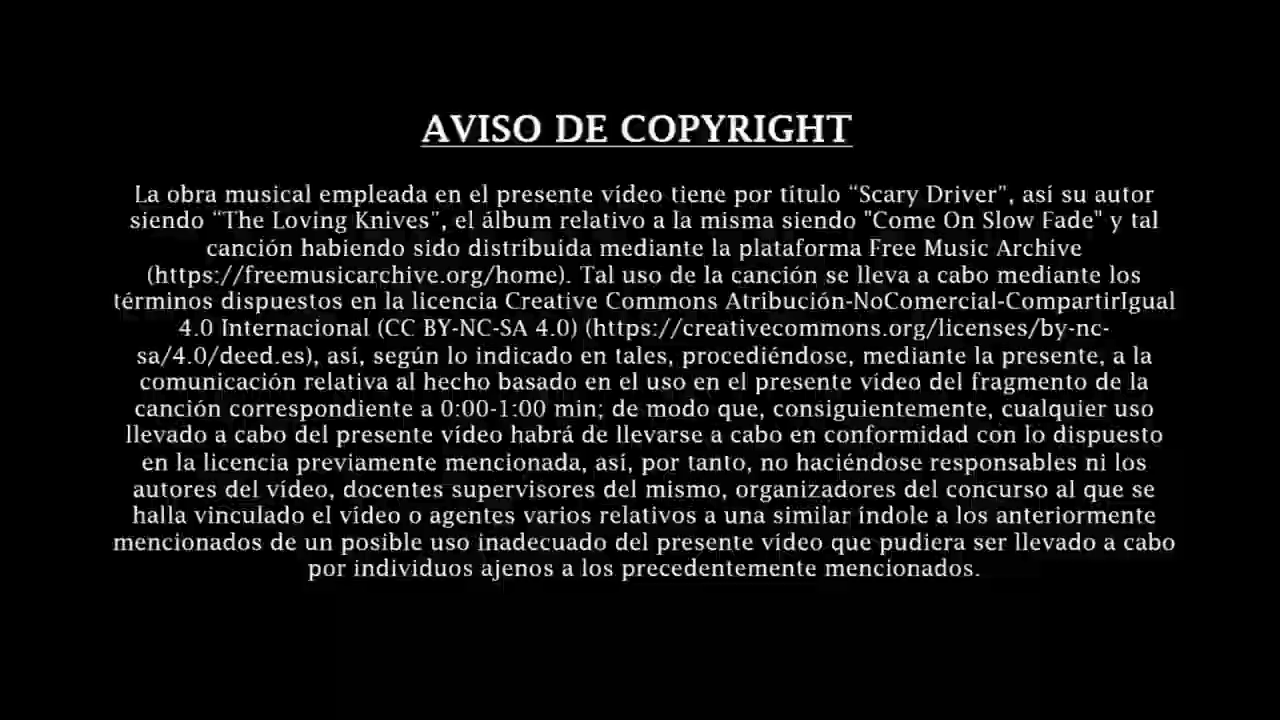 AVISO DE COPYRIGHT
La obra musical empleada en el presente vídeo tiene por título “Scary Driver”, así su autor
siendo “The Loving Knives”, el álbum relativo a la misma siendo "Come On Slow Fade" y tal
canción habiendo sido distribuida mediante la plataforma Free Music Archive
(https://freemusicarchive.org/home). Tal uso de la canción se lleva a cabo mediante los
términos dispuestos en la licencia Creative Commons Atribución-NoComercial-CompartirIgual
4.0 Internacional (CC BY-NC-SA 4.0) (https://creativecommons.org/licenses/by-nc-
sa/4.0/deed.es), así, según lo indicado en tales, procediéndose, mediante la presente, a la
comunicación relativa al hecho basado en el uso en el presente vídeo del fragmento de la
canción correspondiente a 0:00-1:00 min; de modo que, consiguientemente, cualquier uso
llevado a cabo del presente vídeo habrá de llevarse a cabo en conformidad con lo dispuesto
en la licencia previamente mencionada, así, por tanto, no haciéndose responsables ni los
autores del vídeo, docentes supervisores del mismo, organizadores del concurso al que se
halla vinculado el vídeo o agentes varios relativos a una similar índole a los anteriormente
mencionados de un posible uso inadecuado del presente vídeo que pudiera ser llevado a cabo
por individuos ajenos a los precedentemente mencionados.